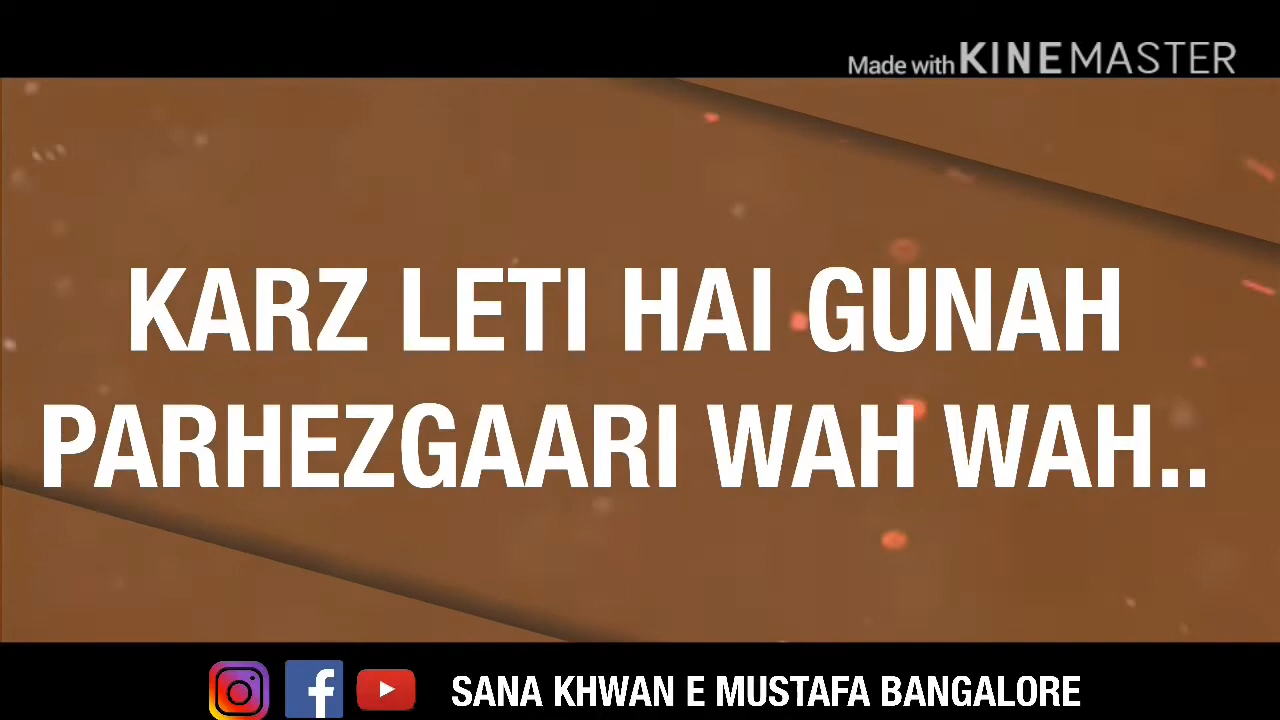 Made with KINEMASTER
KARZ LETI HAI GUNAH
PARHEZGAARI WAH WAH..
SANA KHWAN E MUSTAFA BANGALORE